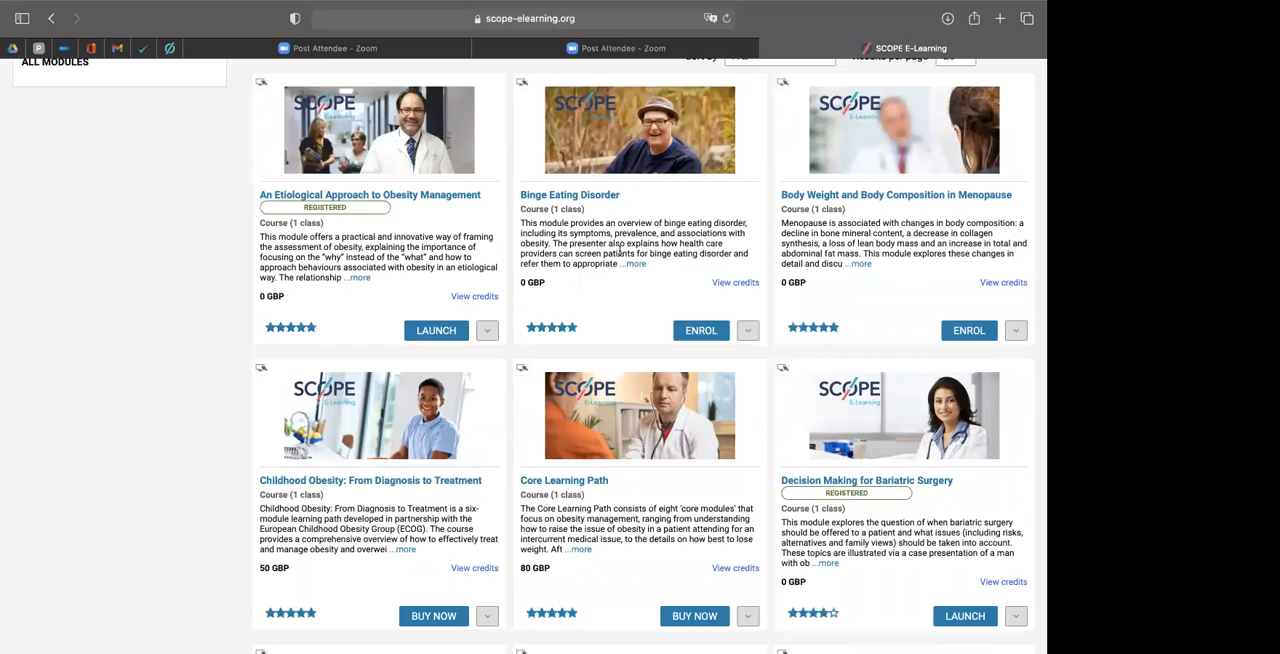 scope-elearning.org
Post Attendee - Zoom
Post Attendee - Zoom
SCOPE E-Learning
ALL MODULES
Sort by
Results per page
SCOPE
E-Learning
An Etiological Approach to Obesity Management
REGISTERED
Course (1 class)
This module offers a practical and innovative way of framing
the assessment of obesity, explaining the importance of
focusing on the “why” instead of the “what” and how to
approach behaviours associated with obesity in an etiological
way. The relationship ...more
0 GBP
View credits
LAUNCH
SCOPE
E-Learning
Binge Eating Disorder
Course (1 class)
This module provides an overview of binge eating disorder,
including its symptoms, prevalence, and associations with
obesity. The presenter also explains how health care
providers can screen patients for binge eating disorder and
refer them to appropriate ...more
0 GBP
View credits
ENROL
SCOPE
E-Learning
Body Weight and Body Composition in Menopause
Course (1 class)
Menopause is associated with changes in body composition: a
decline in bone mineral content, a decrease in collagen
synthesis, a loss of lean body mass and an increase in total and
abdominal fat mass. This module explores these changes in
detail and discu ...more
0 GBP
View credits
ENROL
SCOPE
E-Learning
Childhood Obesity: From Diagnosis to Treatment
Course (1 class)
Childhood Obesity: From Diagnosis to Treatment is a six-
module learning path developed in partnership with the
European Childhood Obesity Group (ECOG). The course
provides a comprehensive overview of how to effectively treat
and manage obesity and overwei ...more
50 GBP
View credits
BUY NOW
SCOPE
E-Learning
Core Learning Path
Course (1 class)
The Core Learning Path consists of eight 'core modules' that
focus on obesity management, ranging from understanding
how to raise the issue of obesity in a patient attending for an
intercurrent medical issue, to the details on how best to lose
weight. Aft ...more
80 GBP
View credits
BUY NOW
SCOPE
E-Learning
Decision Making for Bariatric Surgery
REGISTERED
Course (1 class)
This module explores the question of when bariatric surgery
should be offered to a patient and what issues (including risks,
alternatives and family views) should be taken into account.
These topics are illustrated via a case presentation of a man
with ob ...more
0 GBP
View credits
LAUNCH